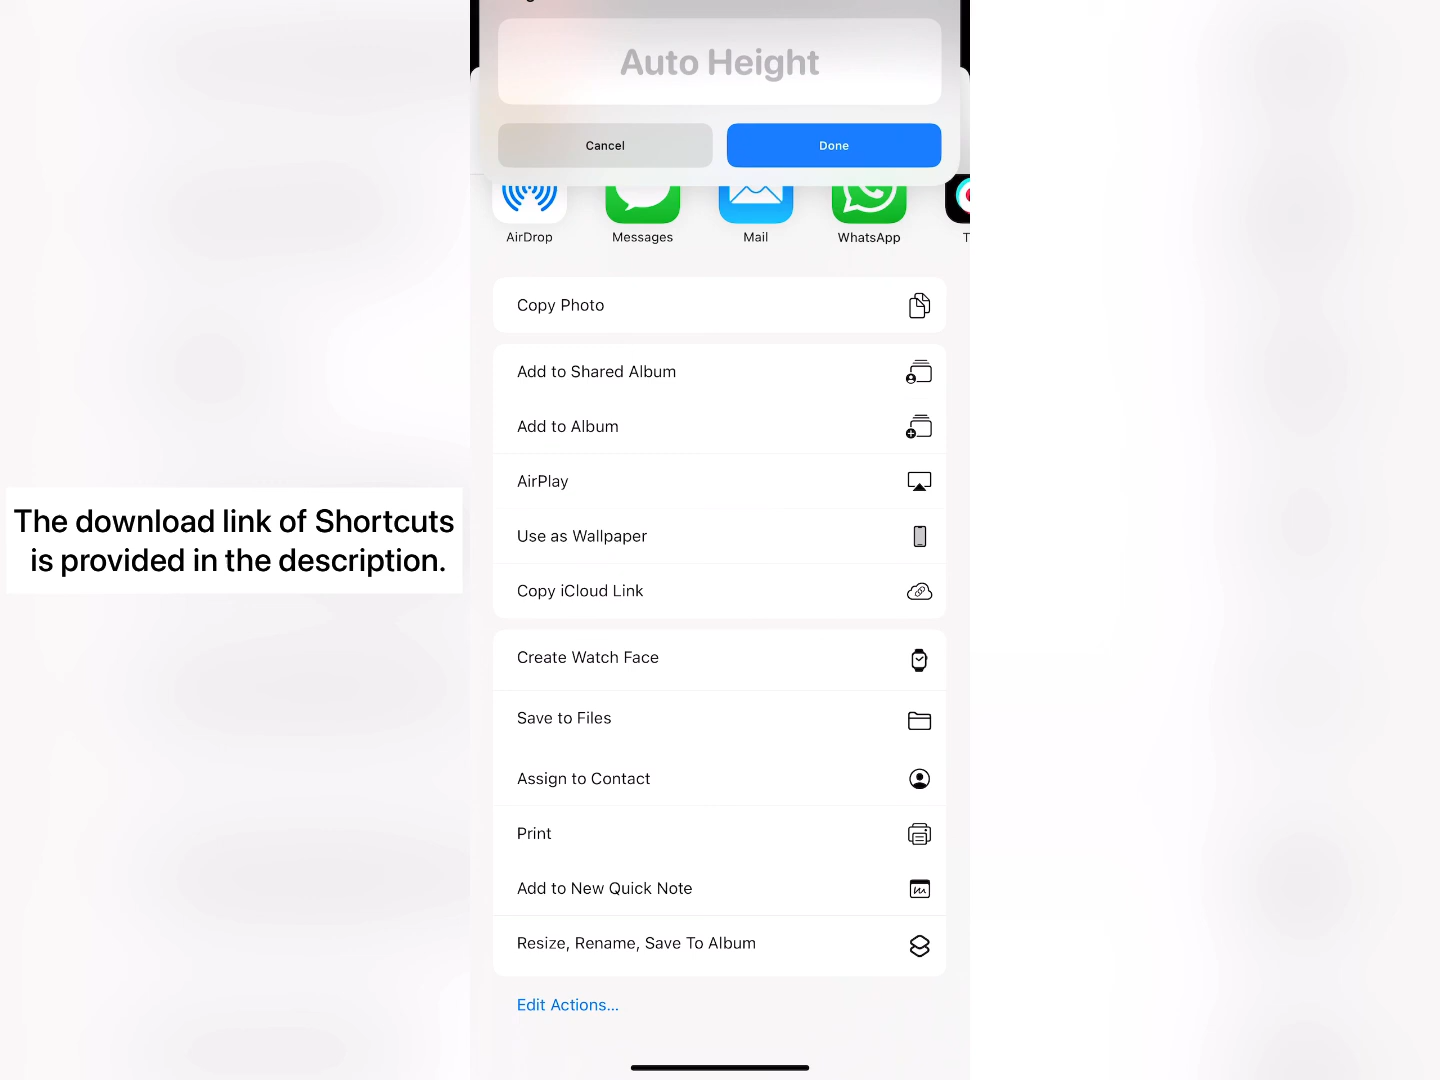 Auto Height
Cancel
Done
AirDrop
Messages
Mail
WhatsApp
Copy Photo
Add to Shared Album
Add to Album
AirPlay
Use as Wallpaper
Copy iCloud Link
Create Watch Face
Save to Files
Assign to Contact
Print
Add to New Quick Note
Resize, Rename, Save To Album
Edit Actions...
The download link of Shortcuts
is provided in the description.